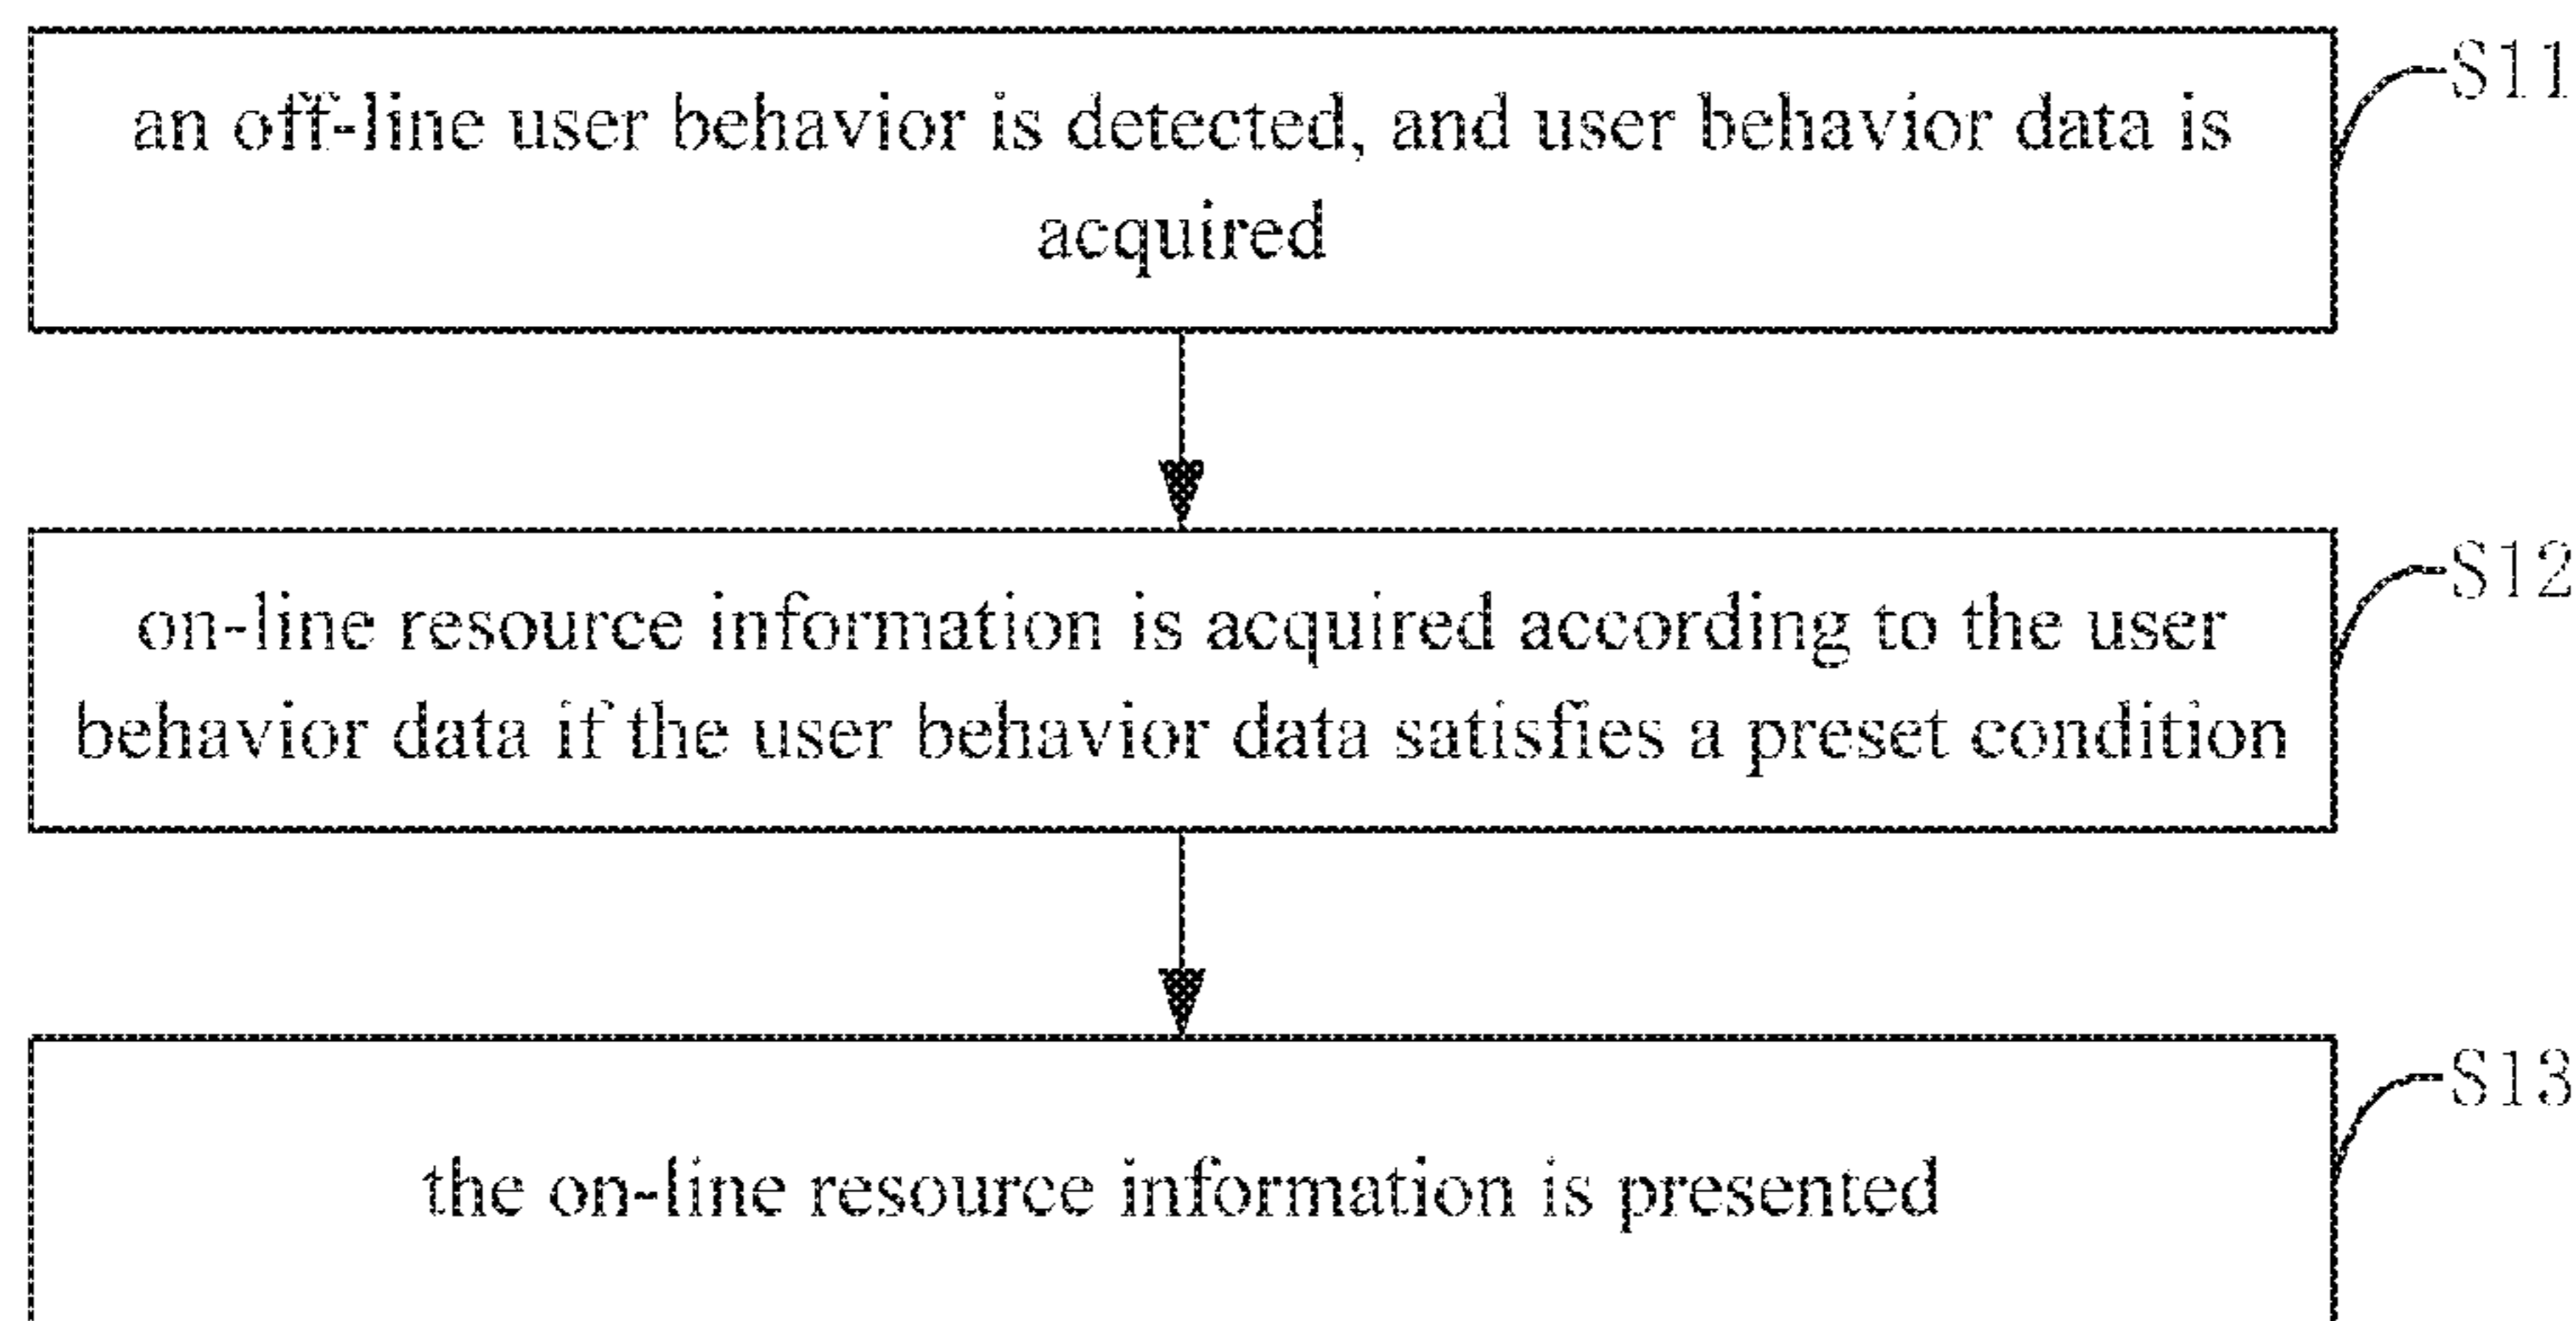 an off-line user behavior is detected, and user behavior data is
acquired
S11
on-line resource information is acquired according to the user
behavior data if the user behavior data satisfies a preset condition
S12
the on-line resource information is presented
S13